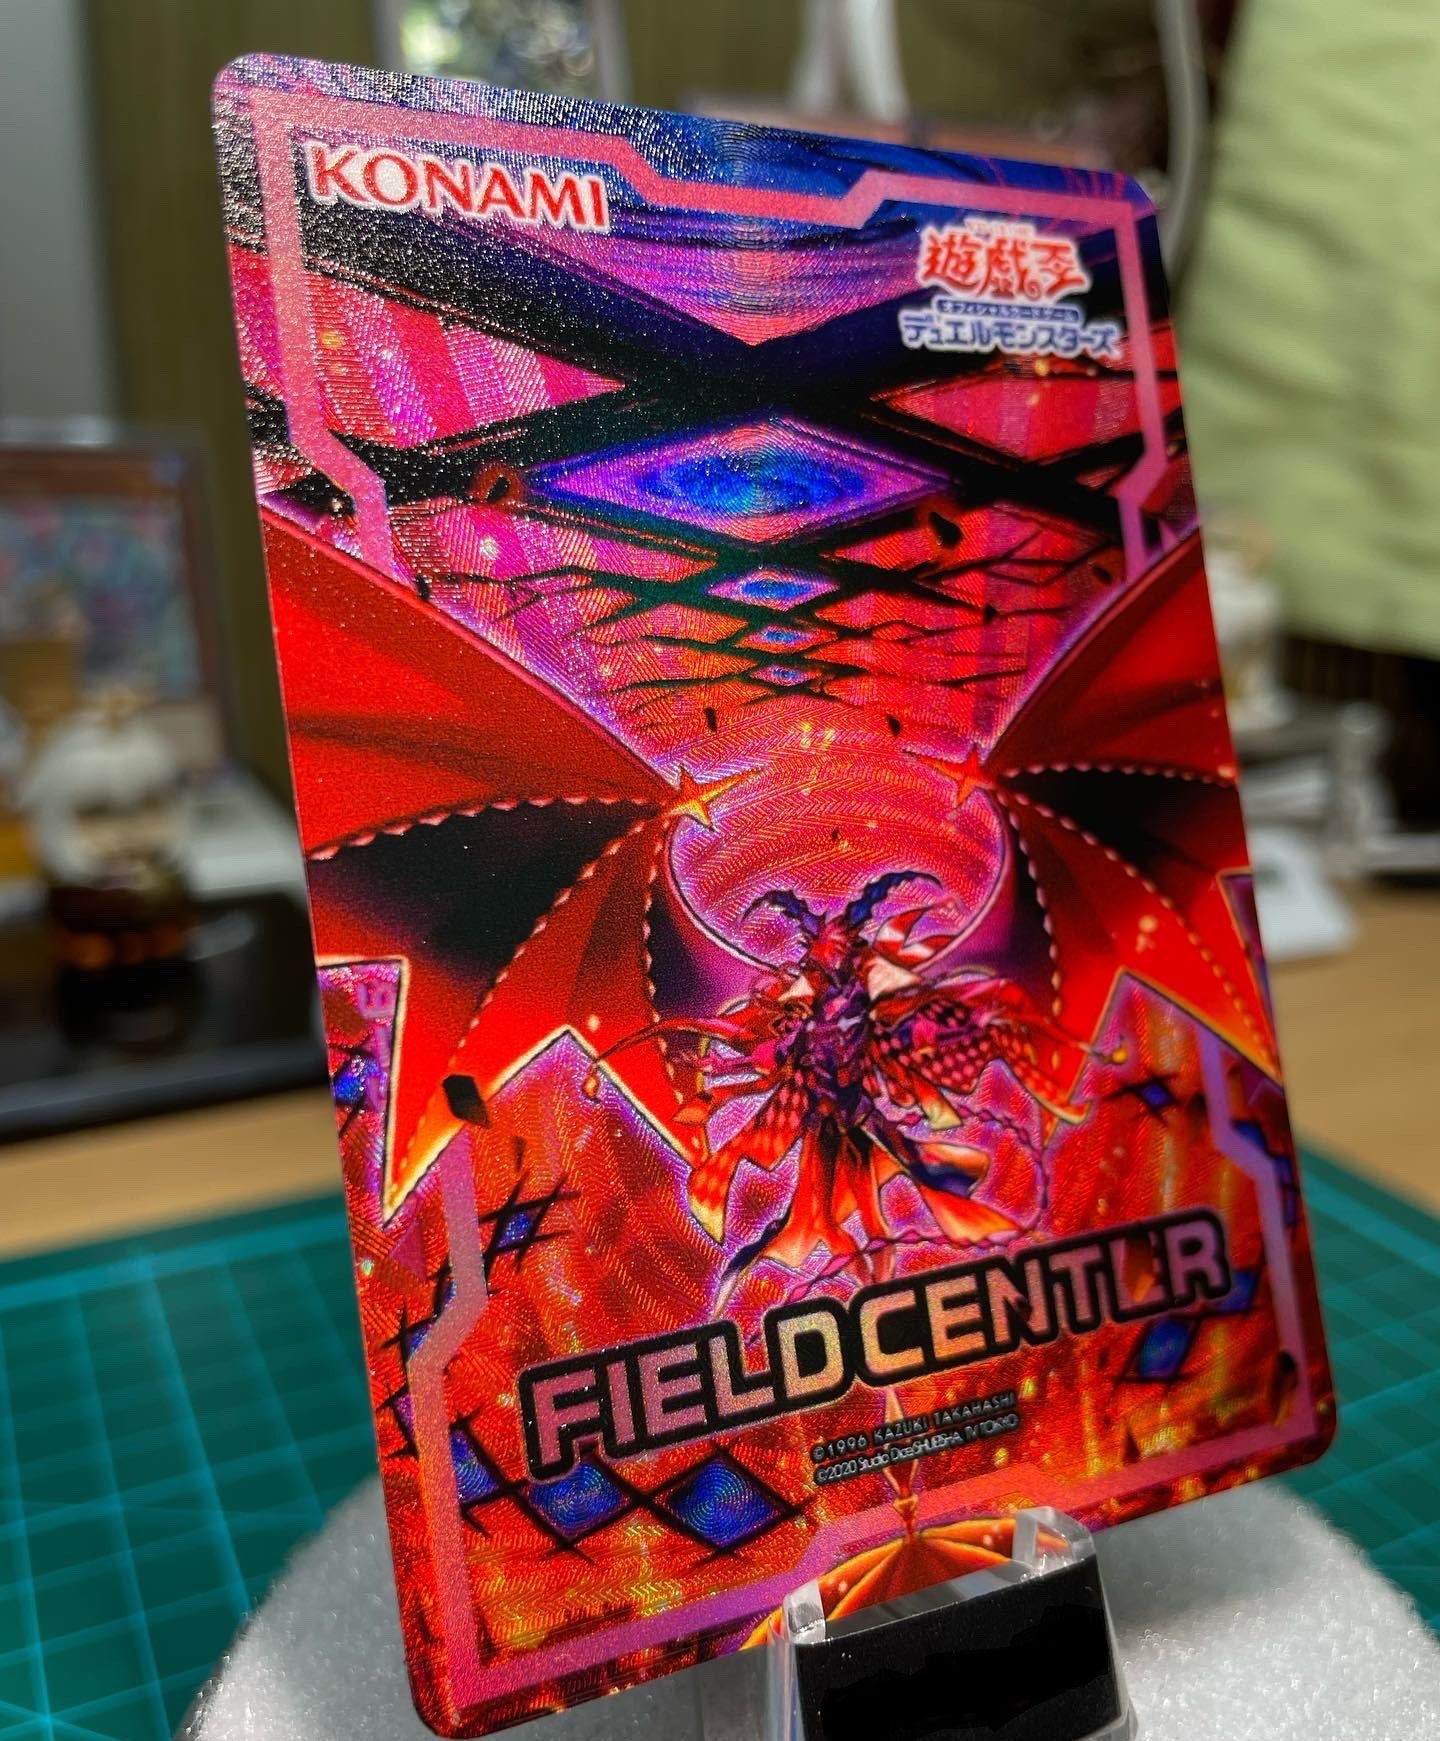 KONAMI
遊戯王
オフィシャルカードゲーム
デュエルモンスターズ
FIELD CENTER
©1996 KAZUKI TAKAHASHI
©2020 Studio Dice/SHUEISHA, TV TOKYO